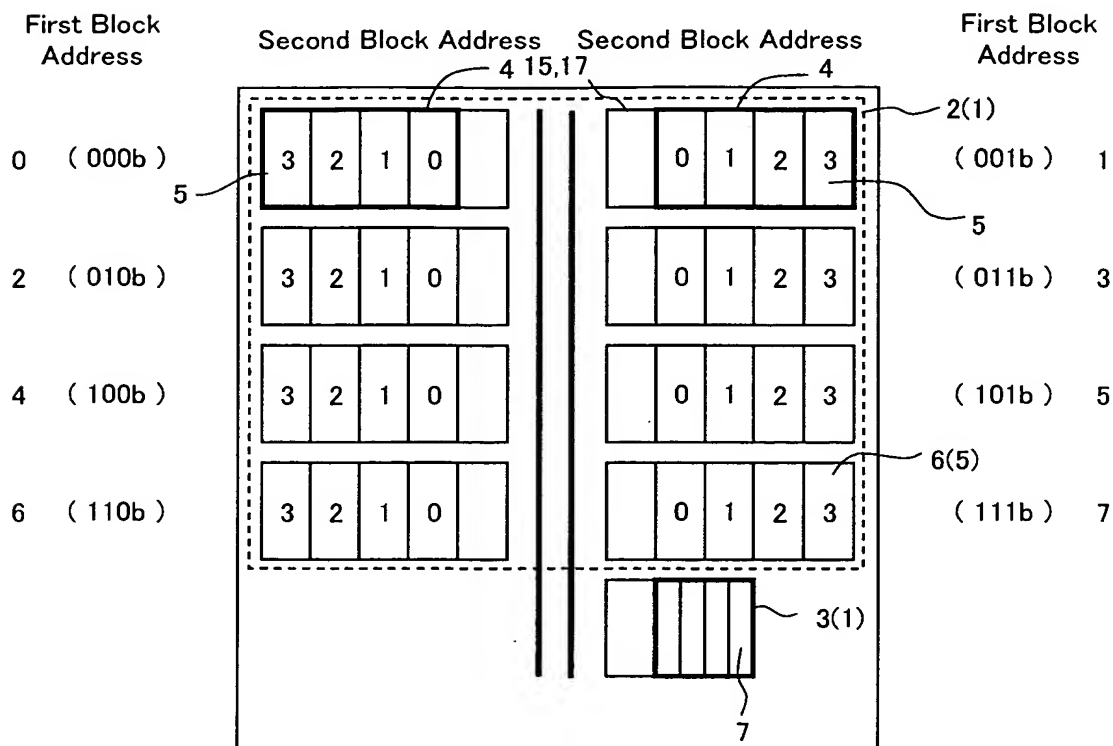 First Block Address
Second Block Address
Second Block Address
First Block Address
4
15,17
4
2(1)
0 ( 000b )
3 2 1 0
0 1 2 3
( 001b ) 1
5
5
2 ( 010b )
3 2 1 0
0 1 2 3
( 011b ) 3
4 ( 100b )
3 2 1 0
0 1 2 3
( 101b ) 5
6(5)
6 ( 110b )
3 2 1 0
0 1 2 3
( 111b ) 7
3(1)
7